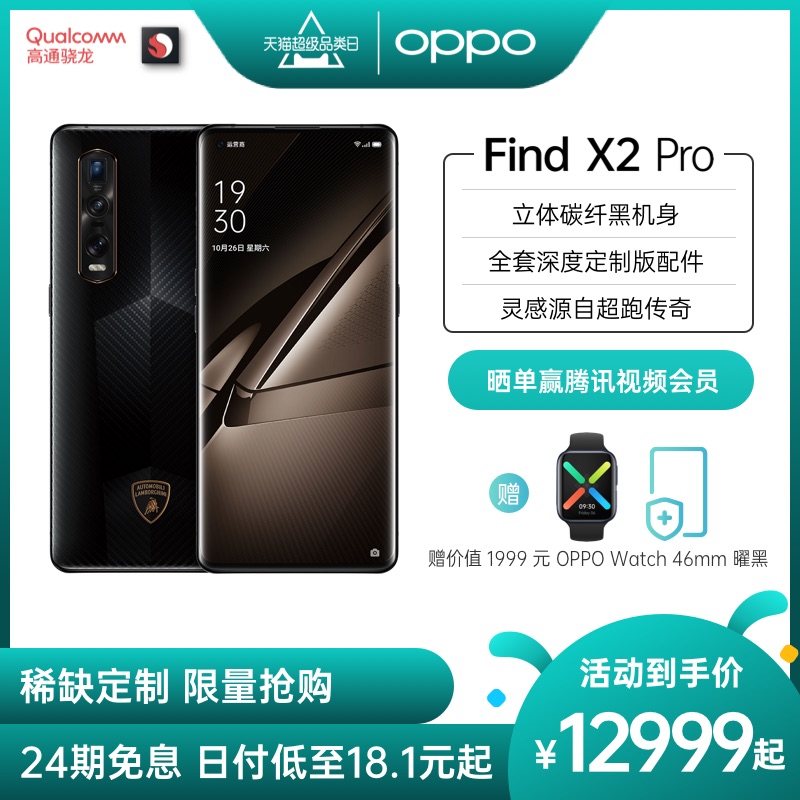 Qualcomm
高通骁龙
天猫超级品类日
oppo
Find X2 Pro
立体碳纤黑机身
全套深度定制版配件
灵感源自超跑传奇
运营商
19
30
10月26日 星期六
AUTOMOBILI
LAMBORGHINI
晒单赢腾讯视频会员
赠
09:30
赠价值 1999 元 OPPO Watch 46mm 曜黑
稀缺定制 限量抢购
24期免息 日付低至18.1元起
活动到手价
¥12999起